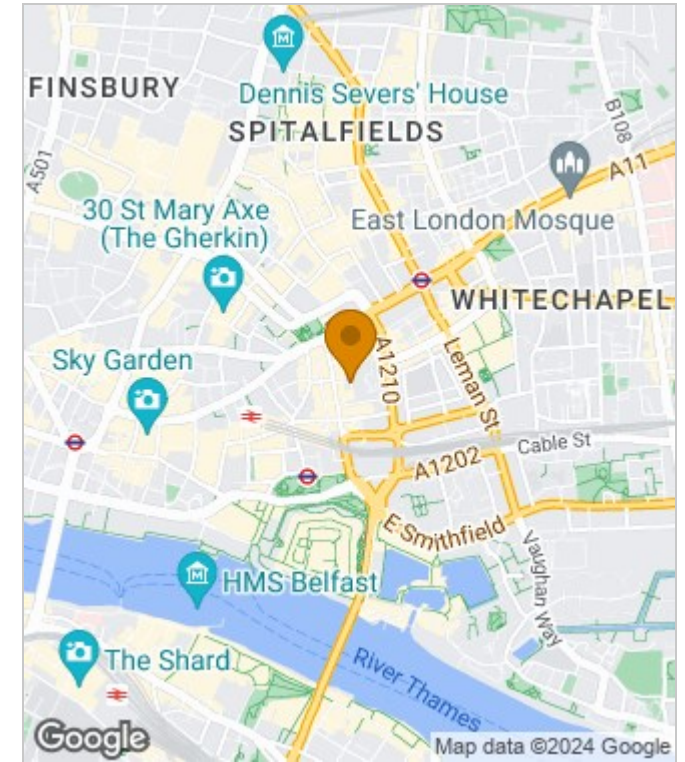 FINSBURY
Dennis Severs' House
SPITALFIELDS
B108
A501
A11
30 St Mary Axe
(The Gherkin)
East London Mosque
WHITECHAPEL
Sky Garden
A1210
Leman St
Cable St
A1202
E Smithfield
Vaughan Way
HMS Belfast
The Shard
River Thames
Google
Map data ©2024 Google